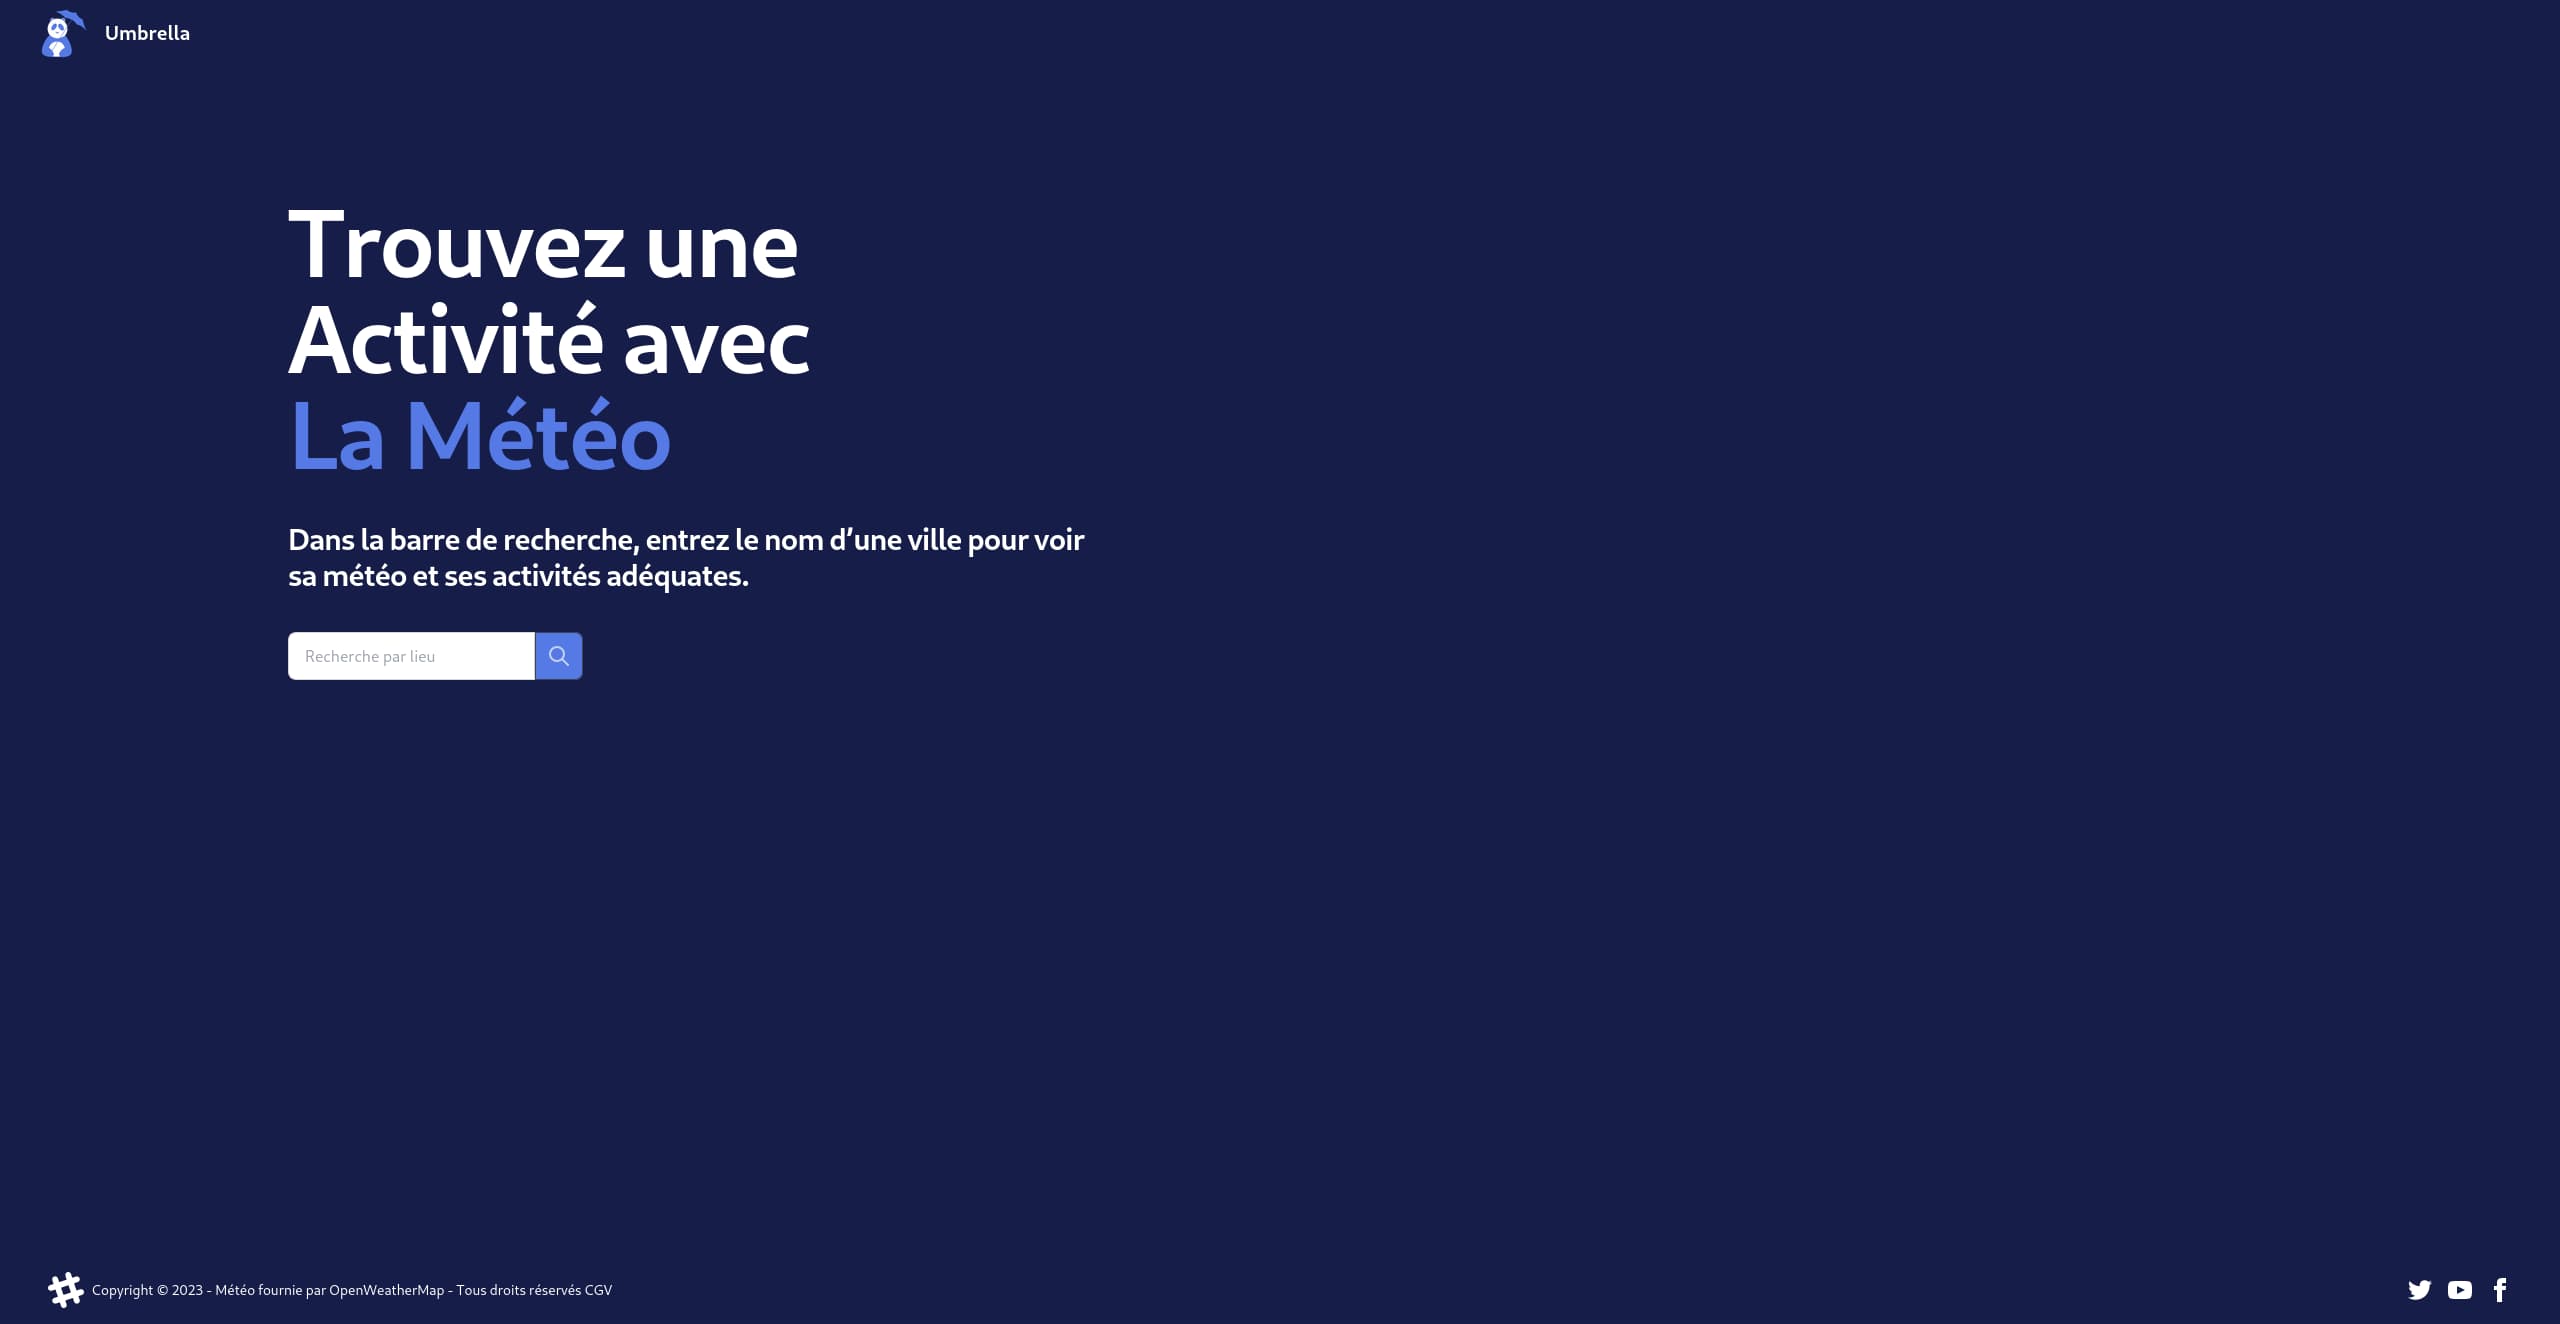 Umbrella
Trouvez une
Activité avec
La Météo
Dans la barre de recherche, entrez le nom d’une ville pour voir
sa météo et ses activités adéquates.
Recherche par lieu
Copyright © 2023 - Météo fournie par OpenWeatherMap - Tous droits réservés CGV